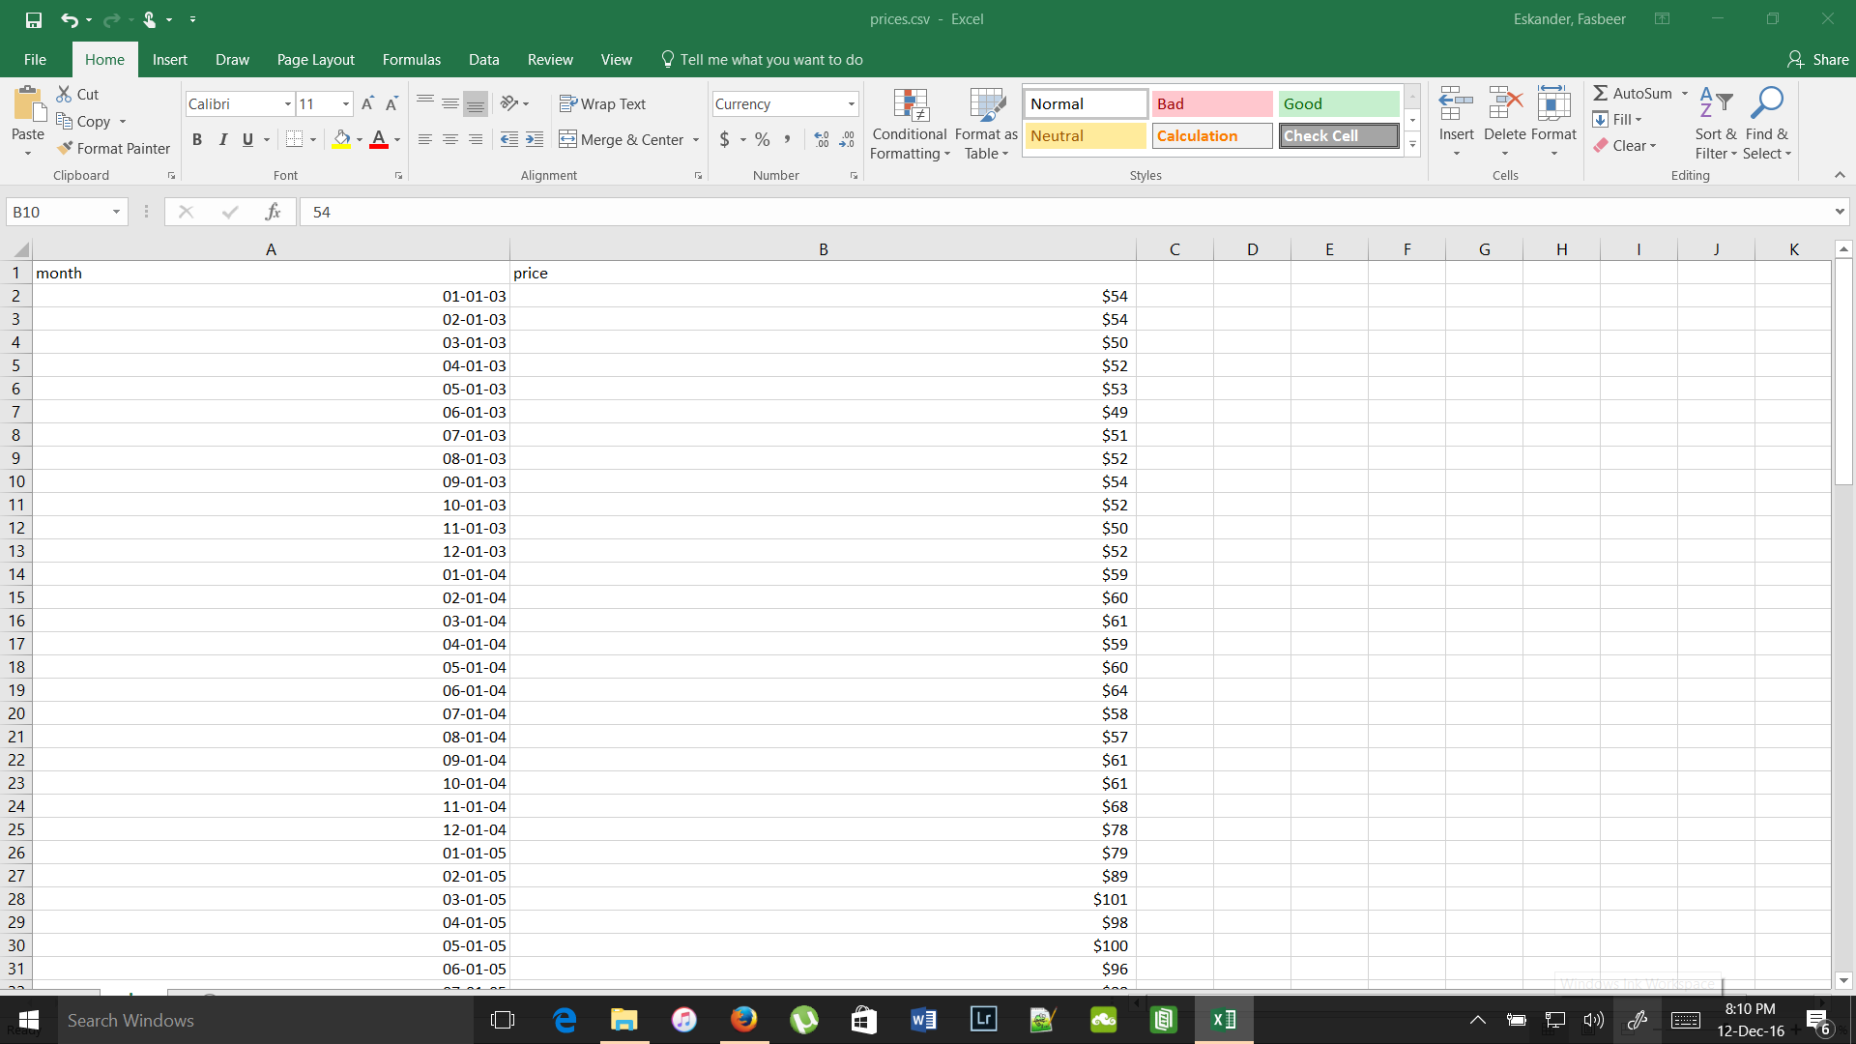 prices.csv - Excel
Eskander, Fasbeer
File Home Insert Draw Page Layout Formulas Data Review View Tell me what you want to do Share
Paste
Cut
Copy
Format Painter
Clipboard
Calibri 11
B I U
Font
Wrap Text
Merge & Center
Alignment
Currency
$ % ,
Number
Conditional Formatting
Format as Table
Normal Bad Good
Neutral Calculation Check Cell
Styles
Insert Delete Format
Cells
AutoSum
Fill
Clear
Sort & Filter
Find & Select
Editing
B10 fx 54
A B C D E F G H I J K
1 month price
2 01-01-03 $54
3 02-01-03 $54
4 03-01-03 $50
5 04-01-03 $52
6 05-01-03 $53
7 06-01-03 $49
8 07-01-03 $51
9 08-01-03 $52
10 09-01-03 $54
11 10-01-03 $52
12 11-01-03 $50
13 12-01-03 $52
14 01-01-04 $59
15 02-01-04 $60
16 03-01-04 $61
17 04-01-04 $59
18 05-01-04 $60
19 06-01-04 $64
20 07-01-04 $58
21 08-01-04 $57
22 09-01-04 $61
23 10-01-04 $61
24 11-01-04 $68
25 12-01-04 $78
26 01-01-05 $79
27 02-01-05 $89
28 03-01-05 $101
29 04-01-05 $98
30 05-01-05 $100
31 06-01-05 $96
Windows Ink Workspace
Search Windows
Lr
8:10 PM
12-Dec-16
6